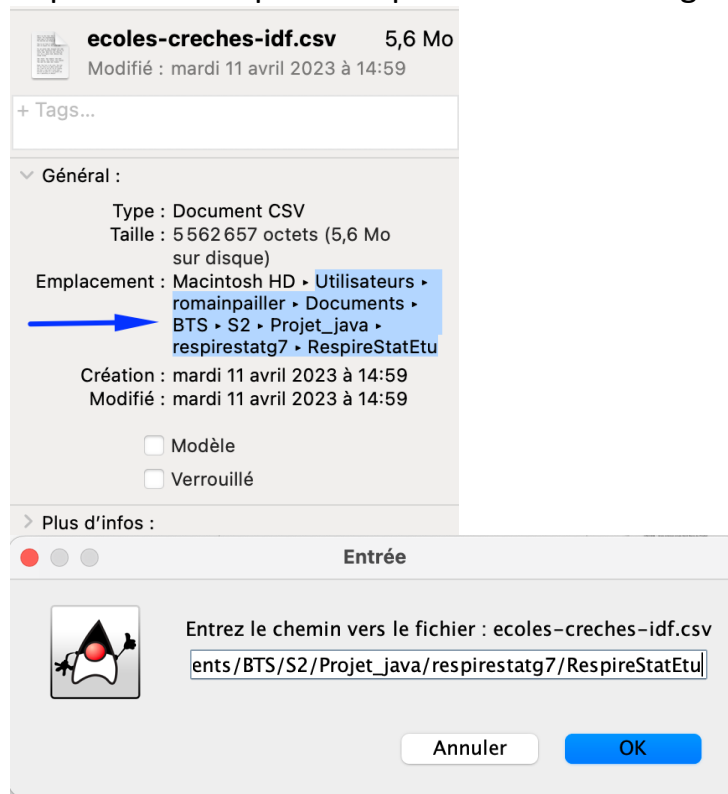 ecoles-creches-idf.csv 5,6 Mo
Modifié : mardi 11 avril 2023 à 14:59
+ Tags...
Général :
Type : Document CSV
Taille : 5 562 657 octets (5,6 Mo
sur disque)
Emplacement : Macintosh HD ▸ Utilisateurs ▸
romainpailler ▸ Documents ▸
BTS ▸ S2 ▸ Projet_java ▸
respirestatg7 ▸ RespireStatEtu
Création : mardi 11 avril 2023 à 14:59
Modifié : mardi 11 avril 2023 à 14:59
Modèle
Verrouillé
Plus d'infos :
Entrée
Entrez le chemin vers le fichier : ecoles-creches-idf.csv
ents/BTS/S2/Projet_java/respirestatg7/RespireStatEtu
Annuler OK